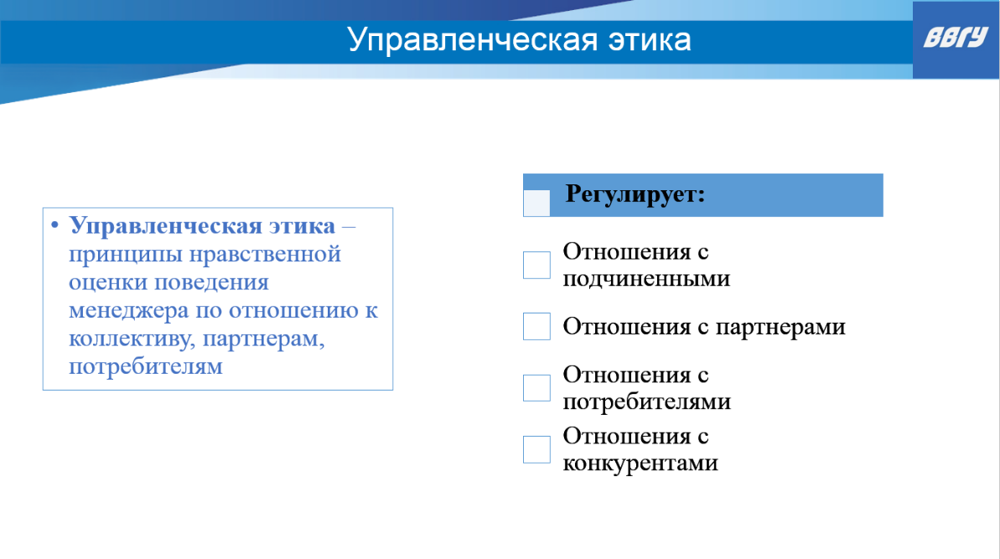 Управленческая этика
ВВГУ
• Управленческая этика –
принципы нравственной
оценки поведения
менеджера по отношению к
коллективу, партнерам,
потребителям
Регулирует:
Отношения с
подчиненными
Отношения с партнерами
Отношения с
потребителями
Отношения с
конкурентами